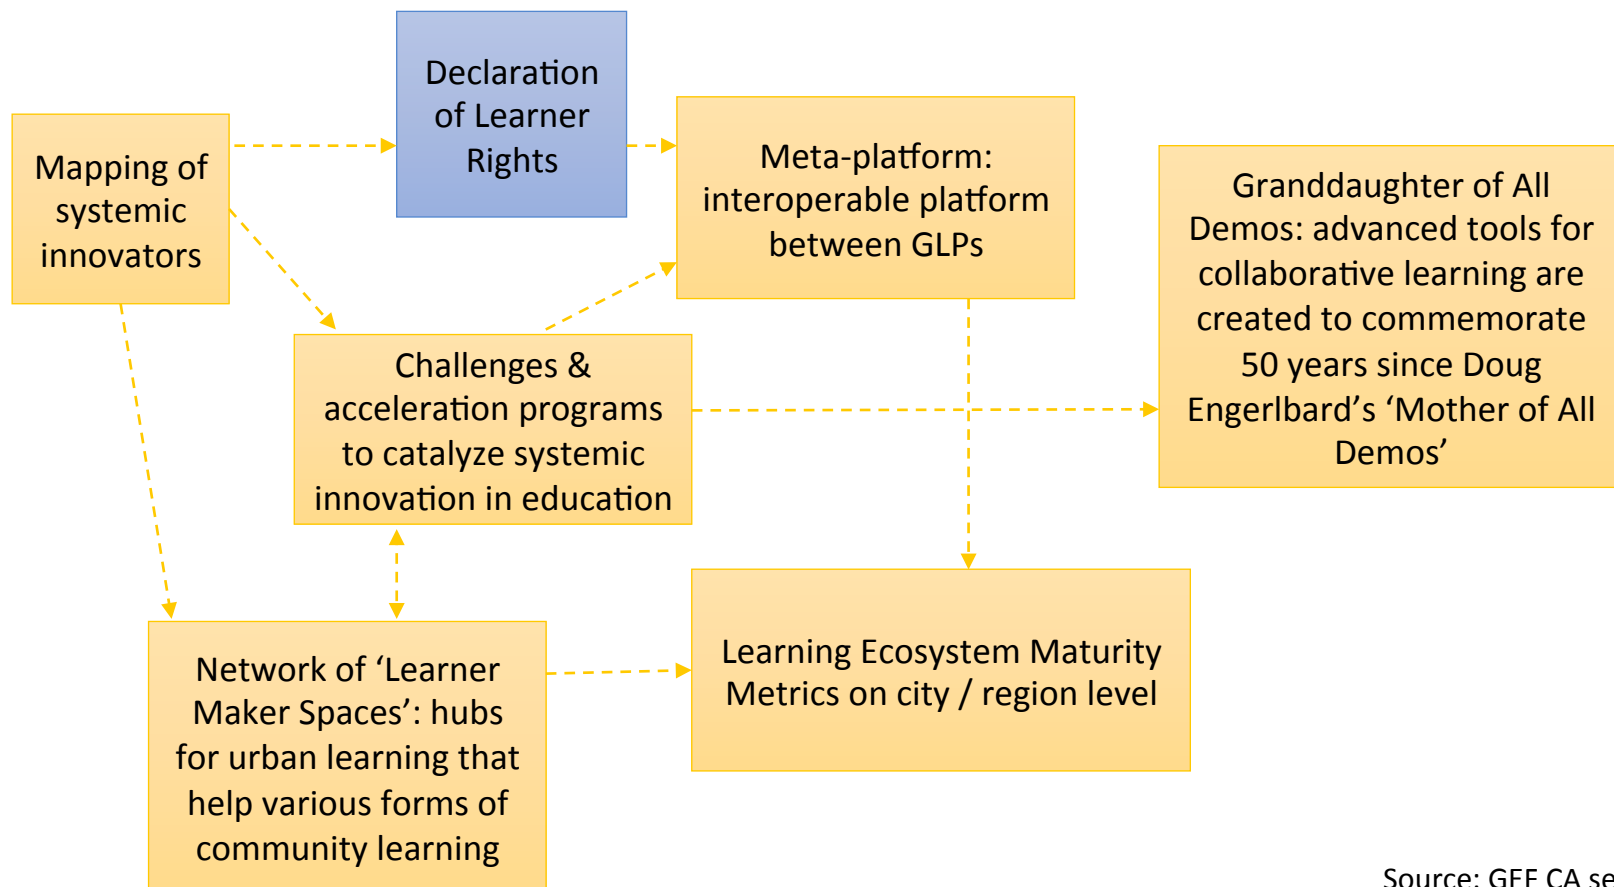 Declaration
of Learner
Rights
Mapping of
systemic
innovators
Meta-platform:
interoperable platform
between GLPs
Granddaughter of All
Demos: advanced tools for
collaborative learning are
created to commemorate
50 years since Doug
Engerlbard’s ‘Mother of All
Demos’
Challenges &
acceleration programs
to catalyze systemic
innovation in education
Network of ‘Learner
Maker Spaces’: hubs
for urban learning that
help various forms of
community learning
Learning Ecosystem Maturity
Metrics on city / region level
Source: GEF CA se